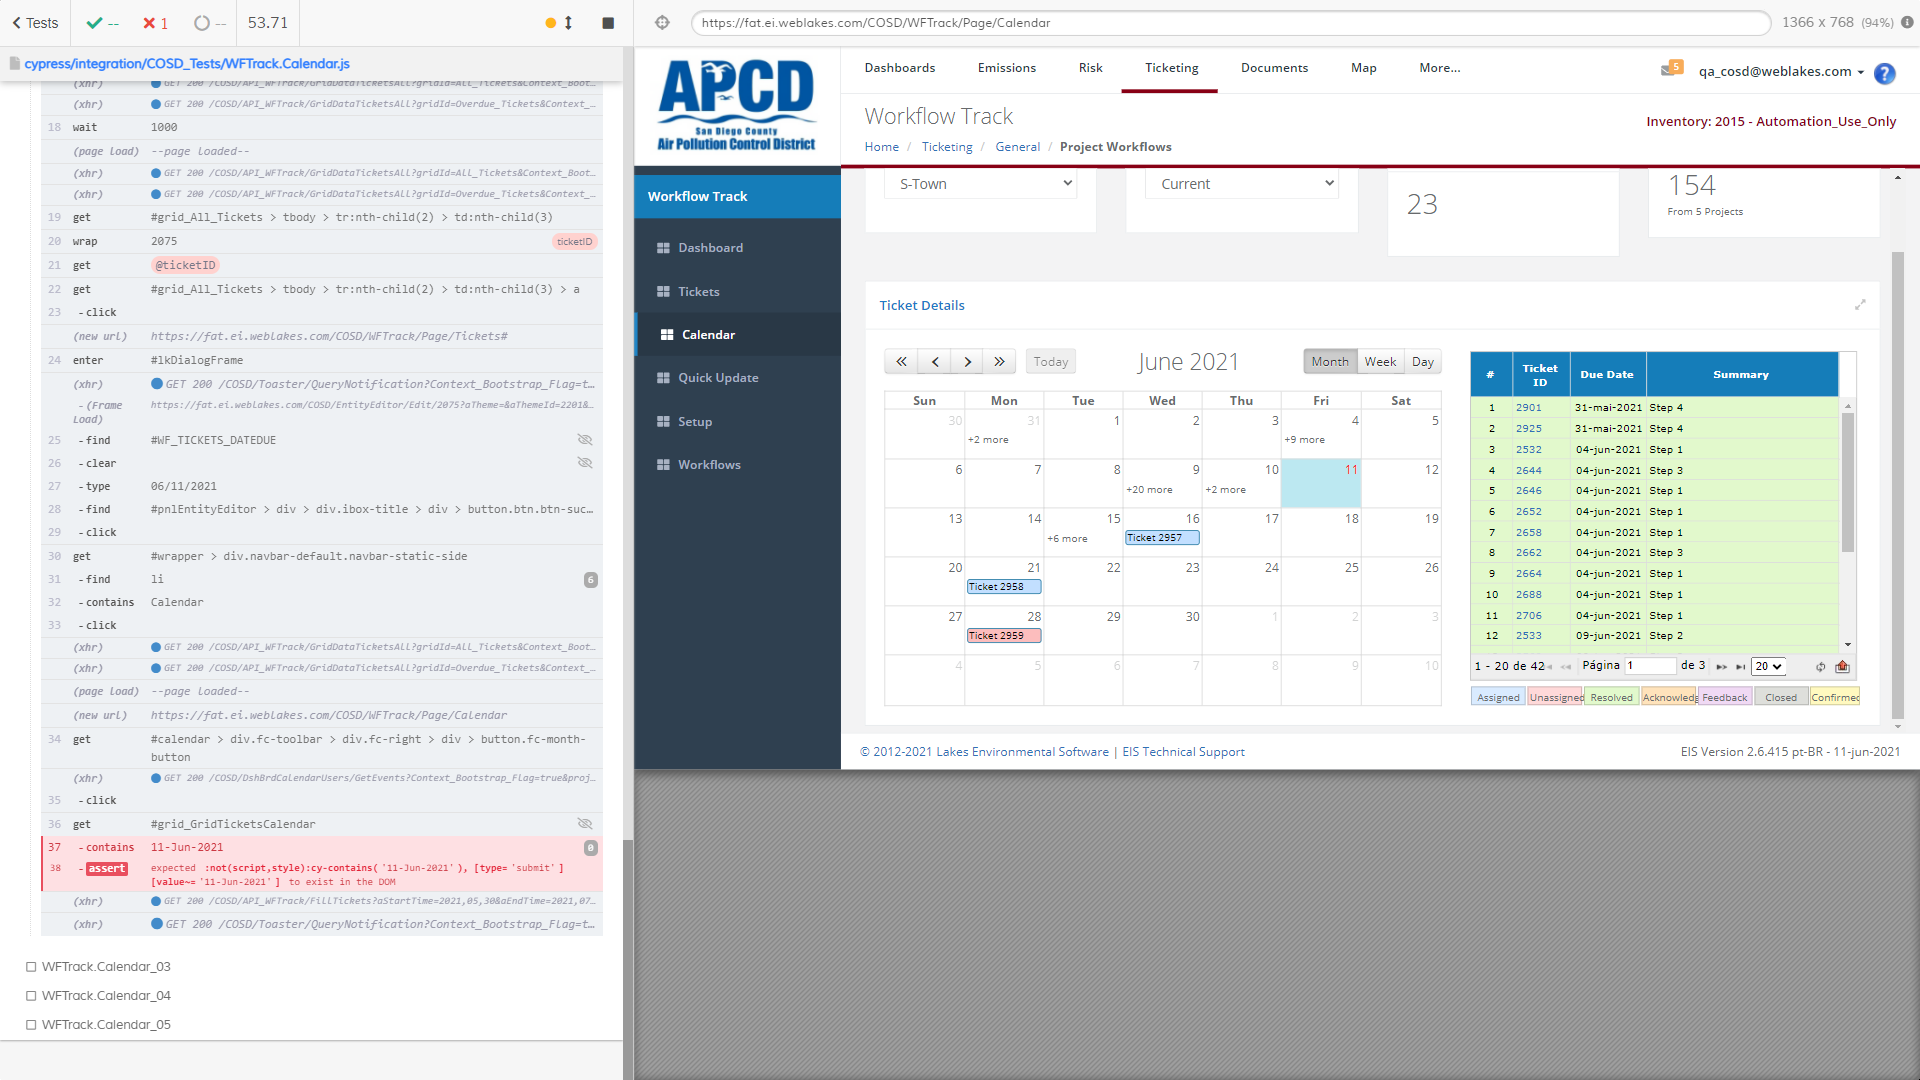 Tests
--
1
--
53.71
https://fat.ei.weblakes.com/COSD/WFTrack/Page/Calendar
1366 x 768 (94%)
cypress/integration/COSD_Tests/WFTrack.Calendar.js
(xhr) GET 200 /COSD/API_WFTrack/GridDataTicketsAll?gridId=All_Tickets&Context_Boot...
(xhr) GET 200 /COSD/API_WFTrack/GridDataTicketsAll?gridId=Overdue_Tickets&Context_...
18 wait 1000
(page load) --page loaded--
(xhr) GET 200 /COSD/API_WFTrack/GridDataTicketsAll?gridId=All_Tickets&Context_Boot...
(xhr) GET 200 /COSD/API_WFTrack/GridDataTicketsAll?gridId=Overdue_Tickets&Context_...
19 get #grid_All_Tickets > tbody > tr:nth-child(2) > td:nth-child(3)
20 wrap 2075 ticketID
21 get @ticketID
22 get #grid_All_Tickets > tbody > tr:nth-child(2) > td:nth-child(3) > a
23 -click
(new url) https://fat.ei.weblakes.com/COSD/WFTrack/Page/Tickets#
24 enter #lkDialogFrame
(xhr) GET 200 /COSD/Toaster/QueryNotification?Context_Bootstrap_Flag=t...
-(Frame Load) https://fat.ei.weblakes.com/COSD/EntityEditor/Edit/2075?aTheme=&aThemeId=2201&...
25 -find #WF_TICKETS_DATEDUE
26 -clear
27 -type 06/11/2021
28 -find #pnlEntityEditor > div > div.ibox-title > div > button.btn.btn-suc...
29 -click
30 get #wrapper > div.navbar-default.navbar-static-side
31 -find li 6
32 -contains Calendar
33 -click
(xhr) GET 200 /COSD/API_WFTrack/GridDataTicketsAll?gridId=All_Tickets&Context_Boot...
(xhr) GET 200 /COSD/API_WFTrack/GridDataTicketsAll?gridId=Overdue_Tickets&Context_...
(page load) --page loaded--
(new url) https://fat.ei.weblakes.com/COSD/WFTrack/Page/Calendar
34 get #calendar > div.fc-toolbar > div.fc-right > div > button.fc-month-
button
(xhr) GET 200 /COSD/DshBrdCalendarUsers/GetEvents?Context_Bootstrap_Flag=true&proj...
35 -click
36 get #grid_GridTicketsCalendar
37 -contains 11-Jun-2021 0
38 -assert expected :not(script,style):cy-contains('11-Jun-2021'), [type='submit']
[value~='11-Jun-2021'] to exist in the DOM
(xhr) GET 200 /COSD/API_WFTrack/FillTickets?aStartTime=2021,05,30&aEndTime=2021,07...
(xhr) GET 200 /COSD/Toaster/QueryNotification?Context_Bootstrap_Flag=t...
WFTrack.Calendar_03
WFTrack.Calendar_04
WFTrack.Calendar_05
APCD
San Diego County
Air Pollution Control District
Dashboards Emissions Risk Ticketing Documents Map More...
5 qa_cosd@weblakes.com ?
Workflow Track
Inventory: 2015 - Automation_Use_Only
Home / Ticketing / General / Project Workflows
Workflow Track
Dashboard
Tickets
Calendar
Quick Update
Setup
Workflows
S-Town
Current
23
154
From 5 Projects
Ticket Details
Today
June 2021
Month Week Day
Sun Mon Tue Wed Thu Fri Sat
30 31 1 2 3 4 5
+2 more +9 more
6 7 8 9 10 11 12
+20 more +2 more
13 14 15 16 17 18 19
+6 more Ticket 2957
20 21 22 23 24 25 26
Ticket 2958
27 28 29 30 1 2 3
Ticket 2959
4 5 6 7 8 9 10
# Ticket ID Due Date Summary
1 2901 31-mai-2021 Step 4
2 2925 31-mai-2021 Step 4
3 2532 04-jun-2021 Step 1
4 2644 04-jun-2021 Step 3
5 2646 04-jun-2021 Step 1
6 2652 04-jun-2021 Step 1
7 2658 04-jun-2021 Step 1
8 2662 04-jun-2021 Step 3
9 2664 04-jun-2021 Step 1
10 2688 04-jun-2021 Step 1
11 2706 04-jun-2021 Step 1
12 2533 09-jun-2021 Step 2
1 - 20 de 42 Página 1 de 3 20
Assigned Unassigned Resolved Acknowledg Feedback Closed Confirmed
© 2012-2021 Lakes Environmental Software | EIS Technical Support
EIS Version 2.6.415 pt-BR - 11-jun-2021